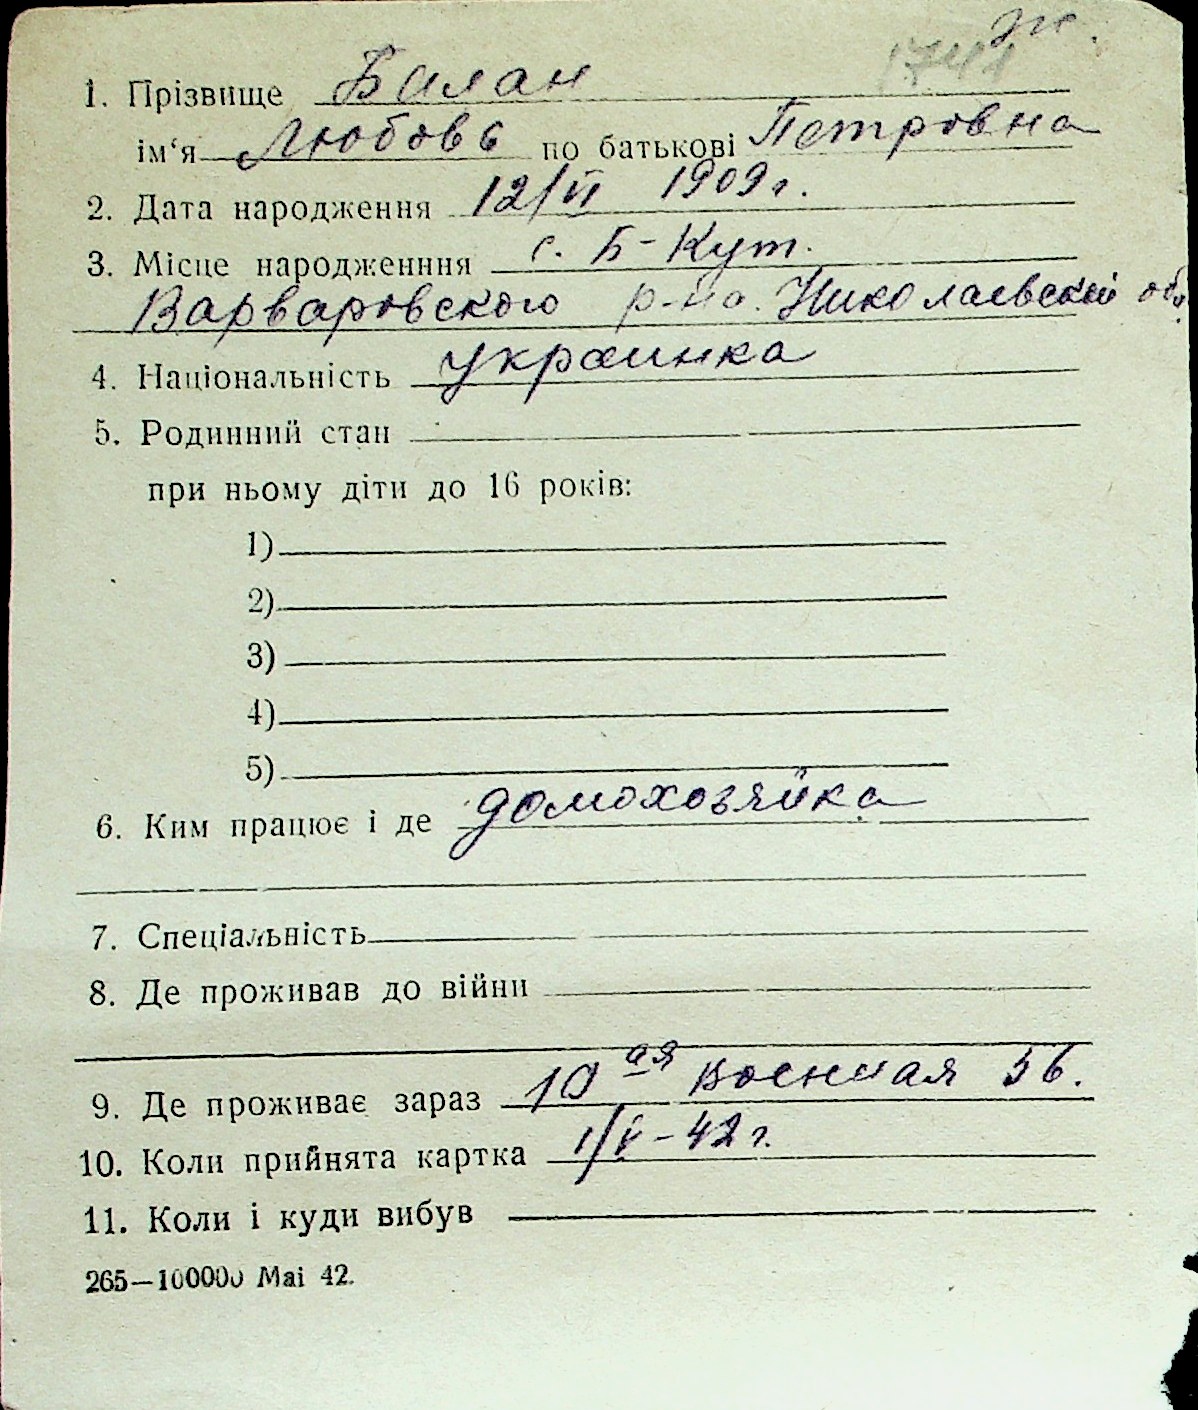 ж.
1741
1. Прізвище Балан
ім‘я Любовь по батькові Петровна
2. Дата народження 12/VI 1909 г.
3. Місце народженння с. Б-Кут.
Варваровского р-на. Николаевской обл.
4. Національність украинка
5. Родинний стан
при ньому діти до 16 років:
1)
2)
3)
4)
5)
6. Ким працює і де домохозяйка
7. Спеціальність
8. Де проживав до війни
9. Де проживає зараз 10 ая Военная 56.
10. Коли прийнята картка 1/V-42 г.
11. Коли і куди вибув
265—100000 Mai 42.